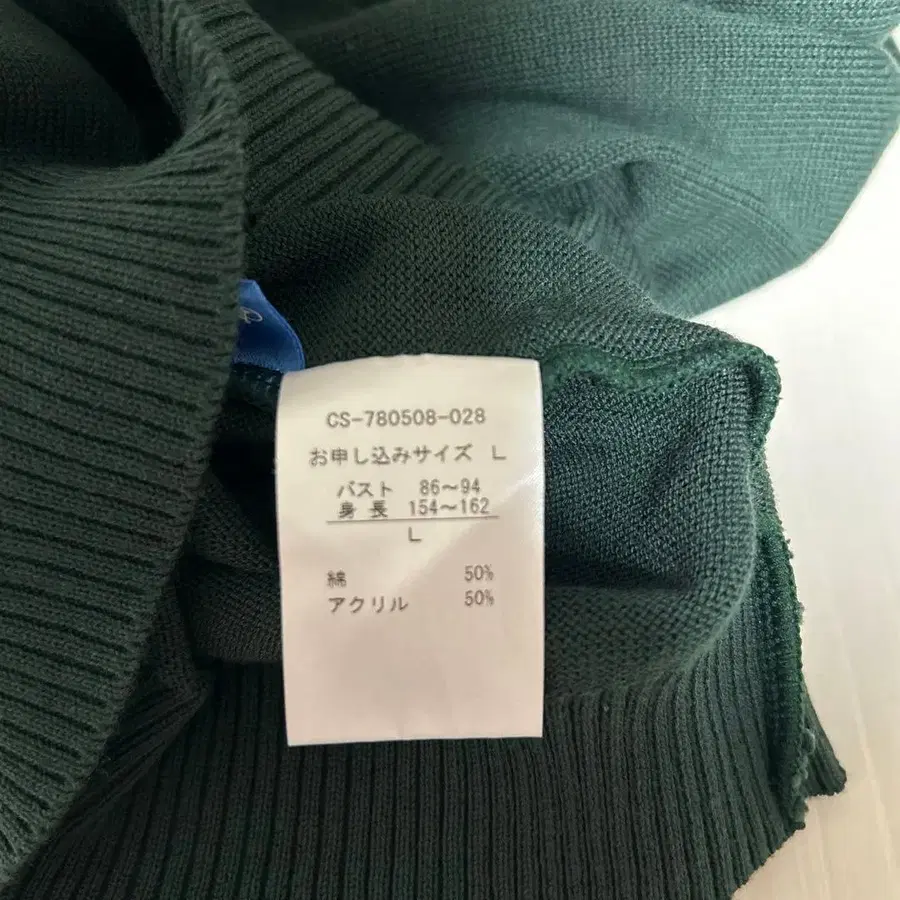 CS-780508-028
お申し込みサイズ L
バスト 86～94
身長 154～162
L
綿 50%
アクリル 50%